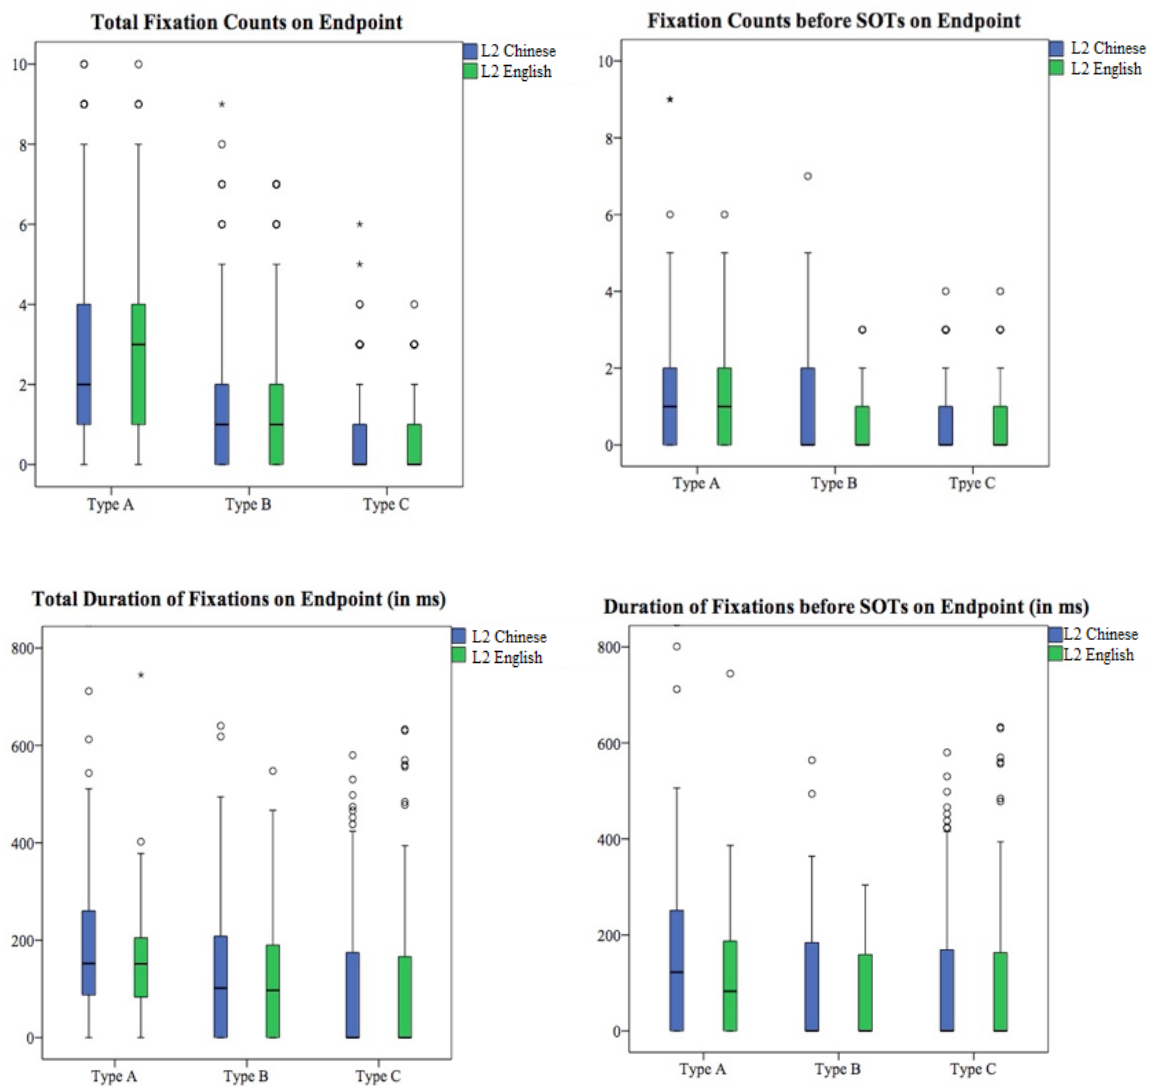 Total Fixation Counts on Endpoint
L2 Chinese
L2 English
10
8
6
4
2
0
Type A
Type B
Type C
Fixation Counts before SOTs on Endpoint
L2 Chinese
L2 English
10
8
6
4
2
0
Type A
Type B
Tpye C
Total Duration of Fixations on Endpoint (in ms)
L2 Chinese
L2 English
800
600
400
200
0
Type A
Type B
Type C
Duration of Fixations before SOTs on Endpoint (in ms)
L2 Chinese
L2 English
800
600
400
200
0
Type A
Type B
Type C